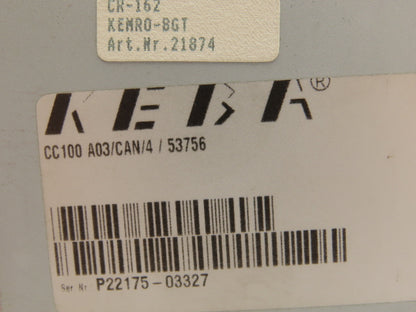 CR-162
KEMRO-BGT
Art.Nr.21874
KEBA®
CC100 A03/CAN/4 / 53756
Ser Nr P22175-03327